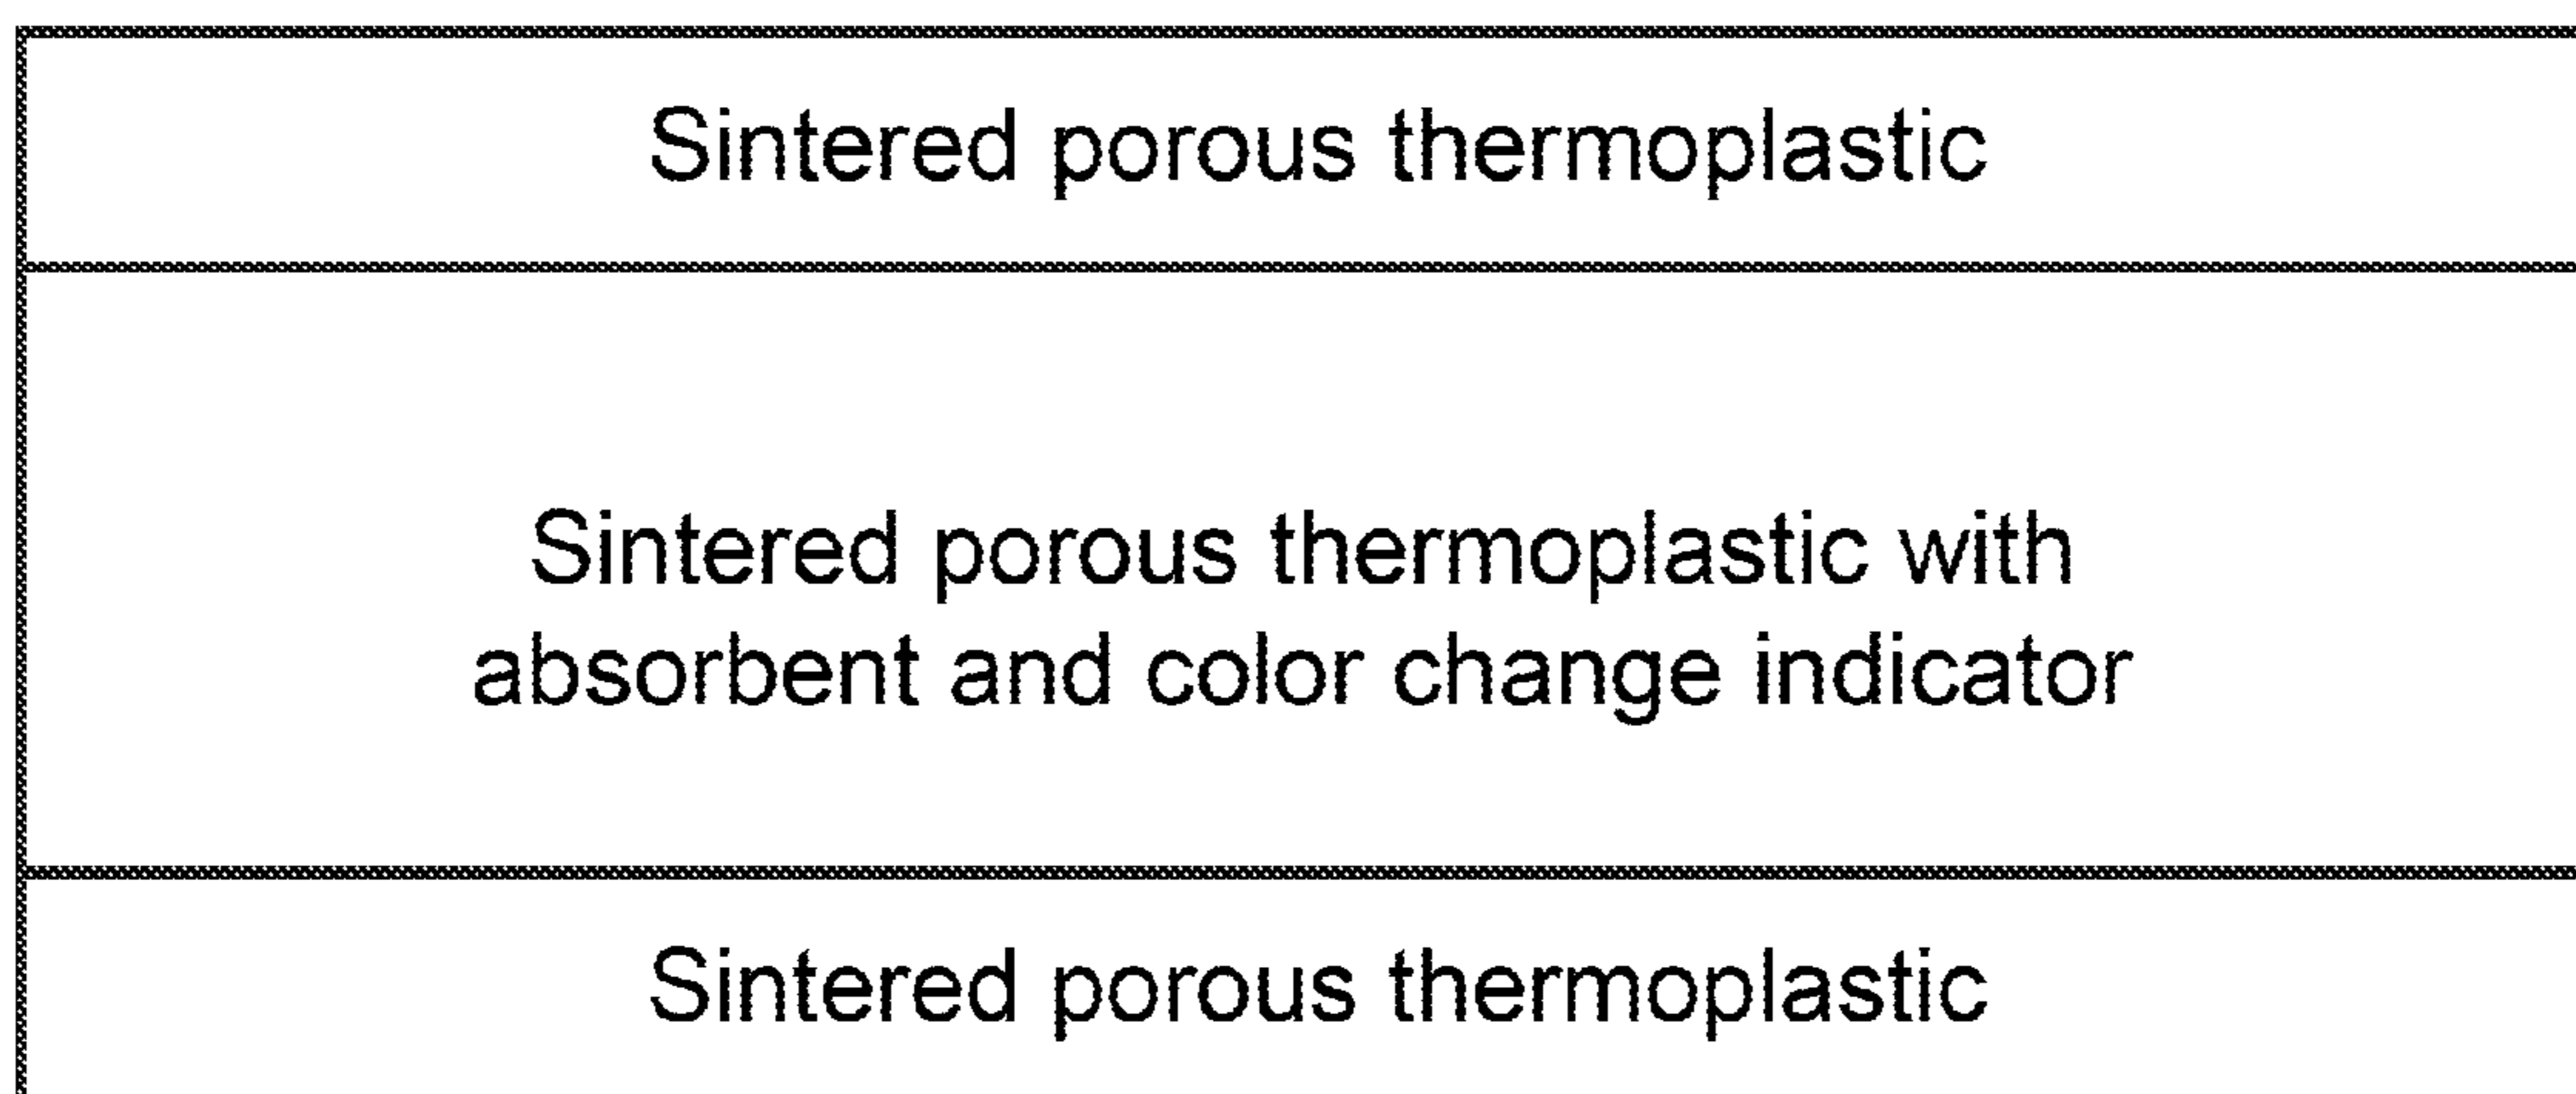 Sintered porous thermoplastic
Sintered porous thermoplastic with
absorbent and color change indicator
Sintered porous thermoplastic